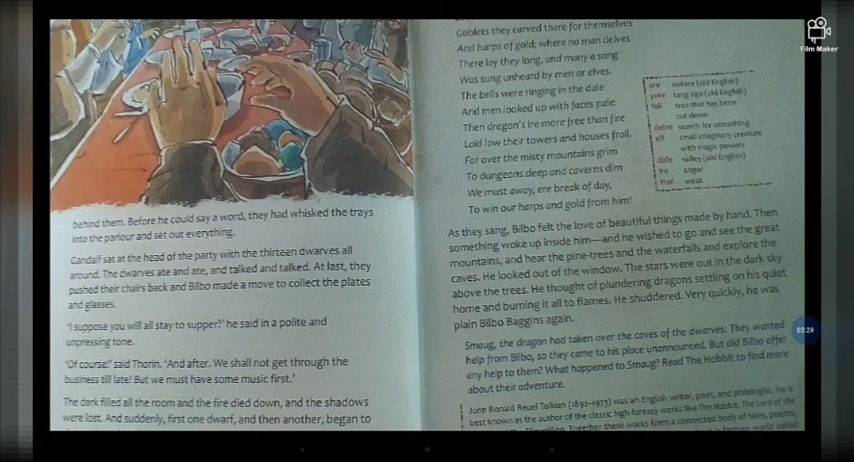 behind them. Before he could say a word, they had whisked the trays
into the parlour and set out everything.
Gandalf sat at the head of the party with the thirteen dwarves all
around. The dwarves ate and ate, and talked and talked. At last, they
pushed their chairs back and Bilbo made a move to collect the plates
and glasses.
'I suppose you will all stay to supper?' he said in a polite and
unpressing tone.
'Of course!' said Thorin. 'And after. We shall not get through the
business till late! But we must have some music first.'
The dark filled all the room and the fire died down, and the shadows
were lost. And suddenly, first one dwarf, and then another, began to
Goblets they carved there for themselves
And harps of gold; where no man delves
There lay they long, and many a song
Was sung unheard by men or elves.
The bells were ringing in the dale
And men looked up with faces pale;
Then dragon's ire more free than fire
Laid low their towers and houses frail.
Far over the misty mountains grim
To dungeons deep and caverns dim
We must away, ere break of day,
To win our harps and gold from him!
ere before (old English)
yore long ago (old English)
fell tree that has been
cut down
delve search for something
elf small imaginary creature
with magic powers
dale valley (old English)
ire anger
frail weak
As they sang, Bilbo felt the love of beautiful things made by hand. Then
something woke up inside him—and he wished to go and see the great
mountains, and hear the pine-trees and the waterfalls and explore the
caves. He looked out of the window. The stars were out in the dark sky
above the trees. He thought of plundering dragons settling on his quiet
home and burning it all to flames. He shuddered. Very quickly, he was
plain Bilbo Baggins again.
Smaug, the dragon had taken over the caves of the dwarves. They wanted
help from Bilbo, so they came to his place unannounced. But did Bilbo offer
any help to them? What happened to Smaug? Read The Hobbit to find more
about their adventure.
John Ronald Reuel Tolkien (1892–1973) was an English writer, poet, and philologist. He is
best known as the author of the classic high-fantasy works like The Hobbit, The Lord of the
Together these works form a connected body of tales, poems,
fantasy world called
Film Maker
03:29